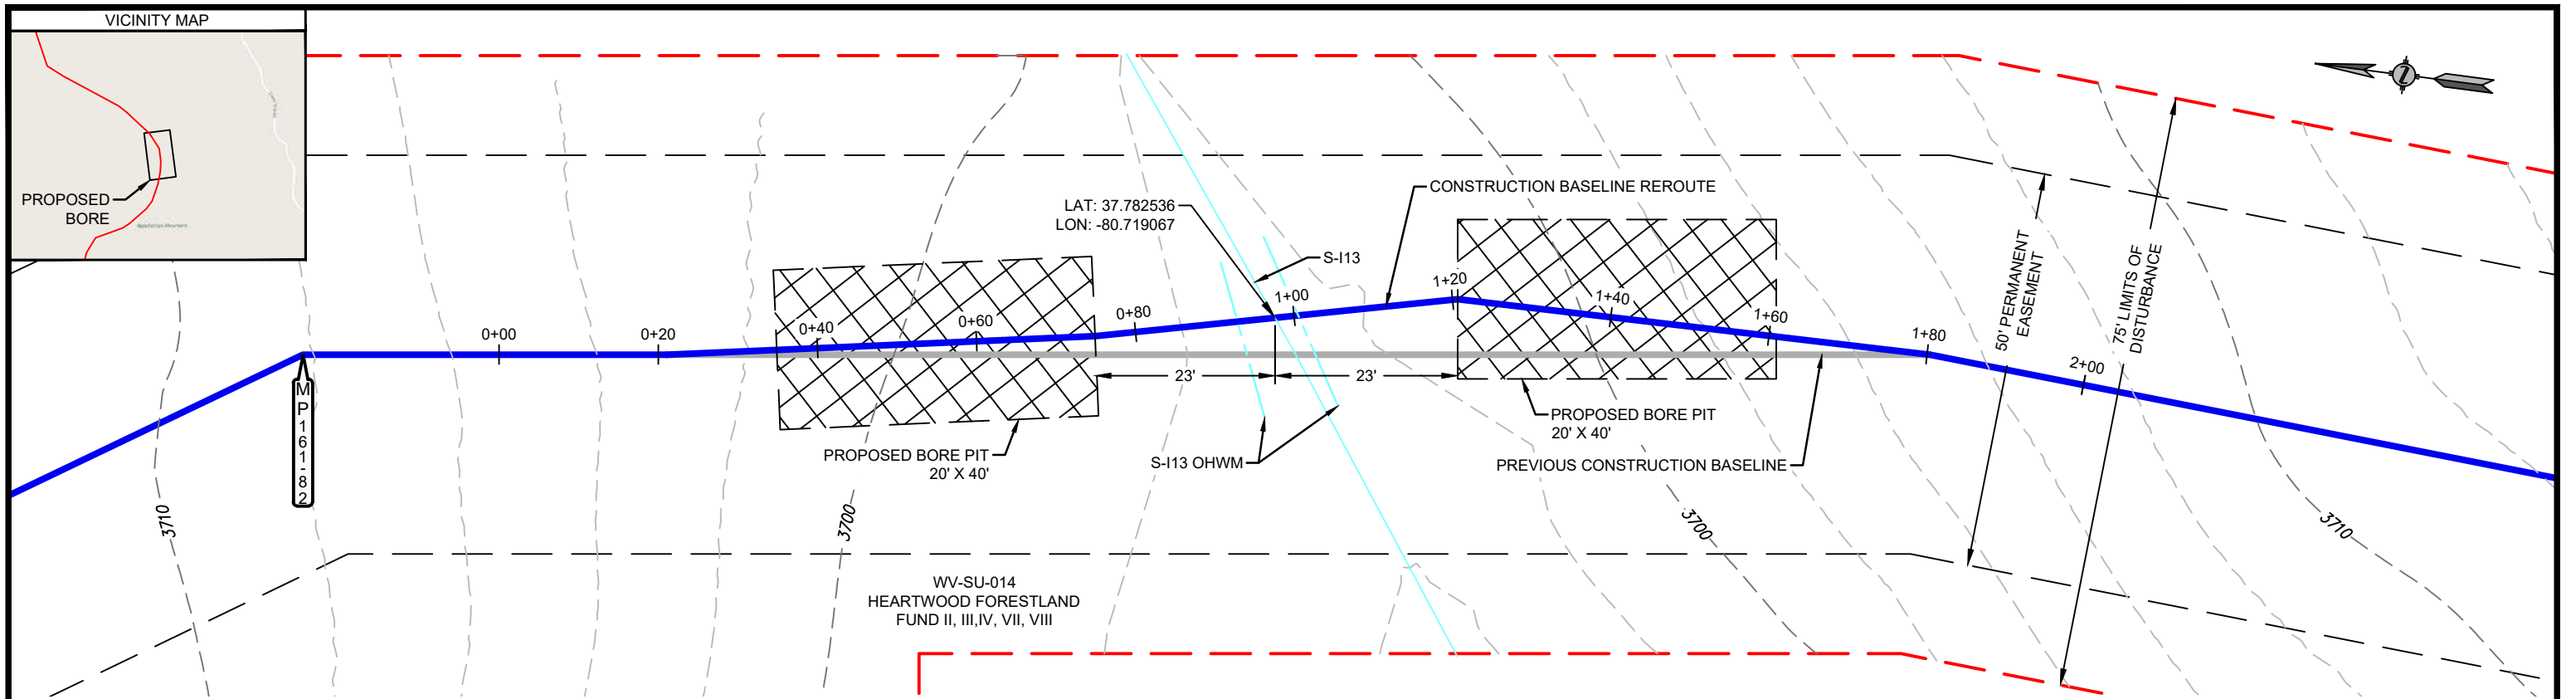 VICINITY MAP
PROPOSED
BORE
LAT: 37.782536
LON: -80.719067
CONSTRUCTION BASELINE REROUTE
S-I13
0+00
0+20
0+40
0+60
0+80
1+00
1+20
1+40
1+60
1+80
2+00
MP161-82
23'
23'
50' PERMANENT
EASEMENT
75' LIMITS OF
DISTURBANCE
PROPOSED BORE PIT
20' X 40'
PROPOSED BORE PIT
20' X 40'
S-I13 OHWM
PREVIOUS CONSTRUCTION BASELINE
3710
3700
3700
3710
WV-SU-014
HEARTWOOD FORESTLAND
FUND II, III,IV, VII, VIII